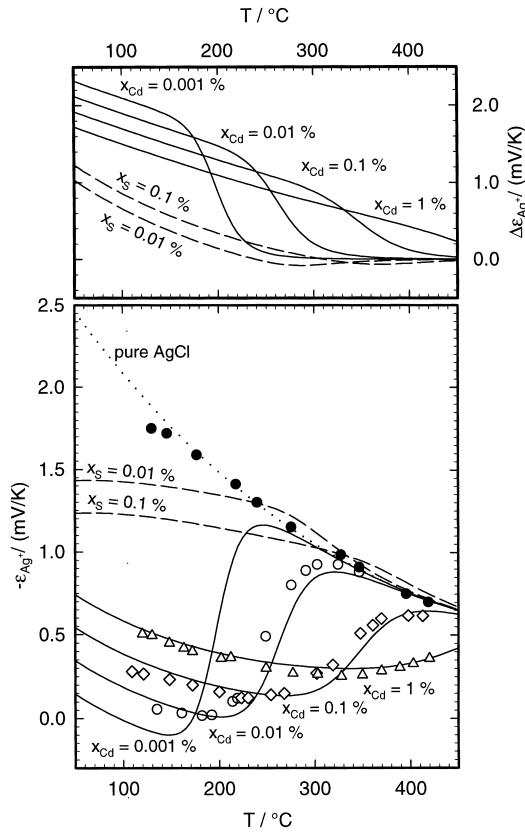 T / °C
100 200 300 400
x_Cd = 0.001 %
x_Cd = 0.01 %
x_Cd = 0.1 %
x_Cd = 1 %
x_S = 0.1 %
x_S = 0.01 %
2.0
1.0
0.0
Δε_Ag⁺/ (mV/K)
2.5
2.0
1.5
1.0
0.5
0.0
-ε_Ag⁺/ (mV/K)
pure AgCl
x_S = 0.01 %
x_S = 0.1 %
x_Cd = 1 %
x_Cd = 0.1 %
x_Cd = 0.01 %
x_Cd = 0.001 %
100 200 300 400
T / °C